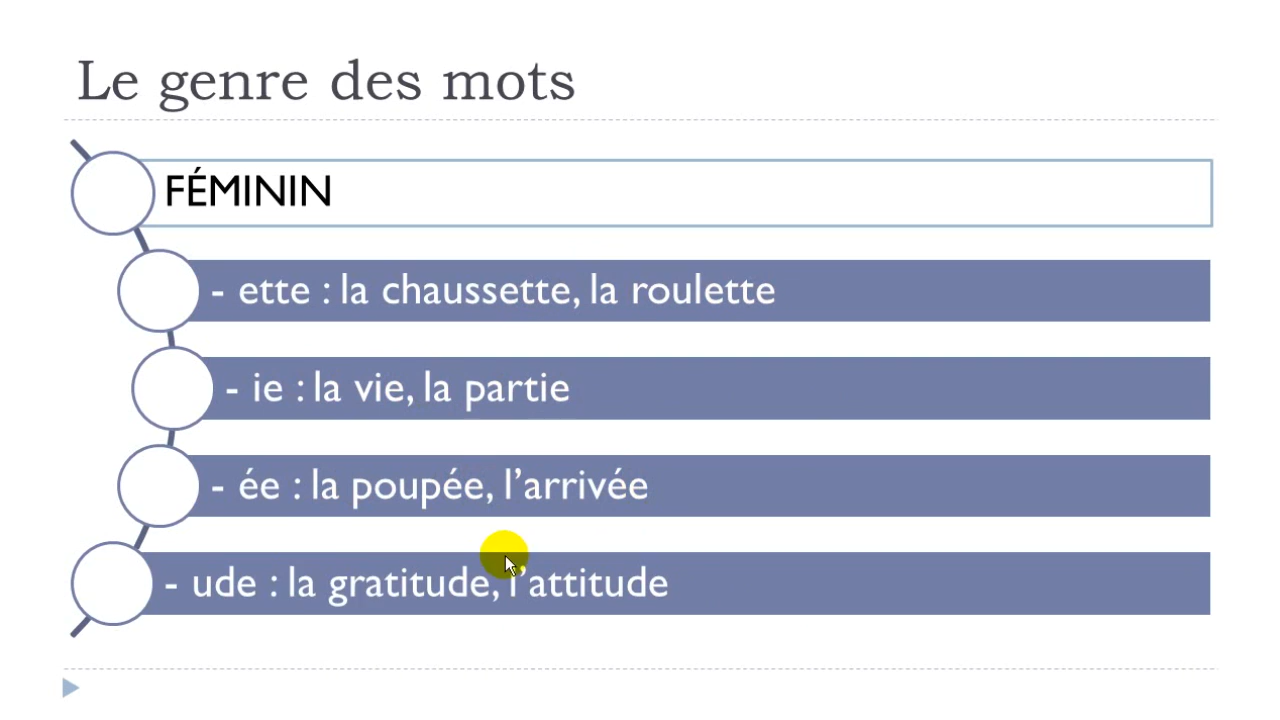 Le genre des mots
FÉMININ
- ette : la chaussette, la roulette
- ie : la vie, la partie
- ée : la poupée, l’arrivée
- ude : la gratitude, l’attitude